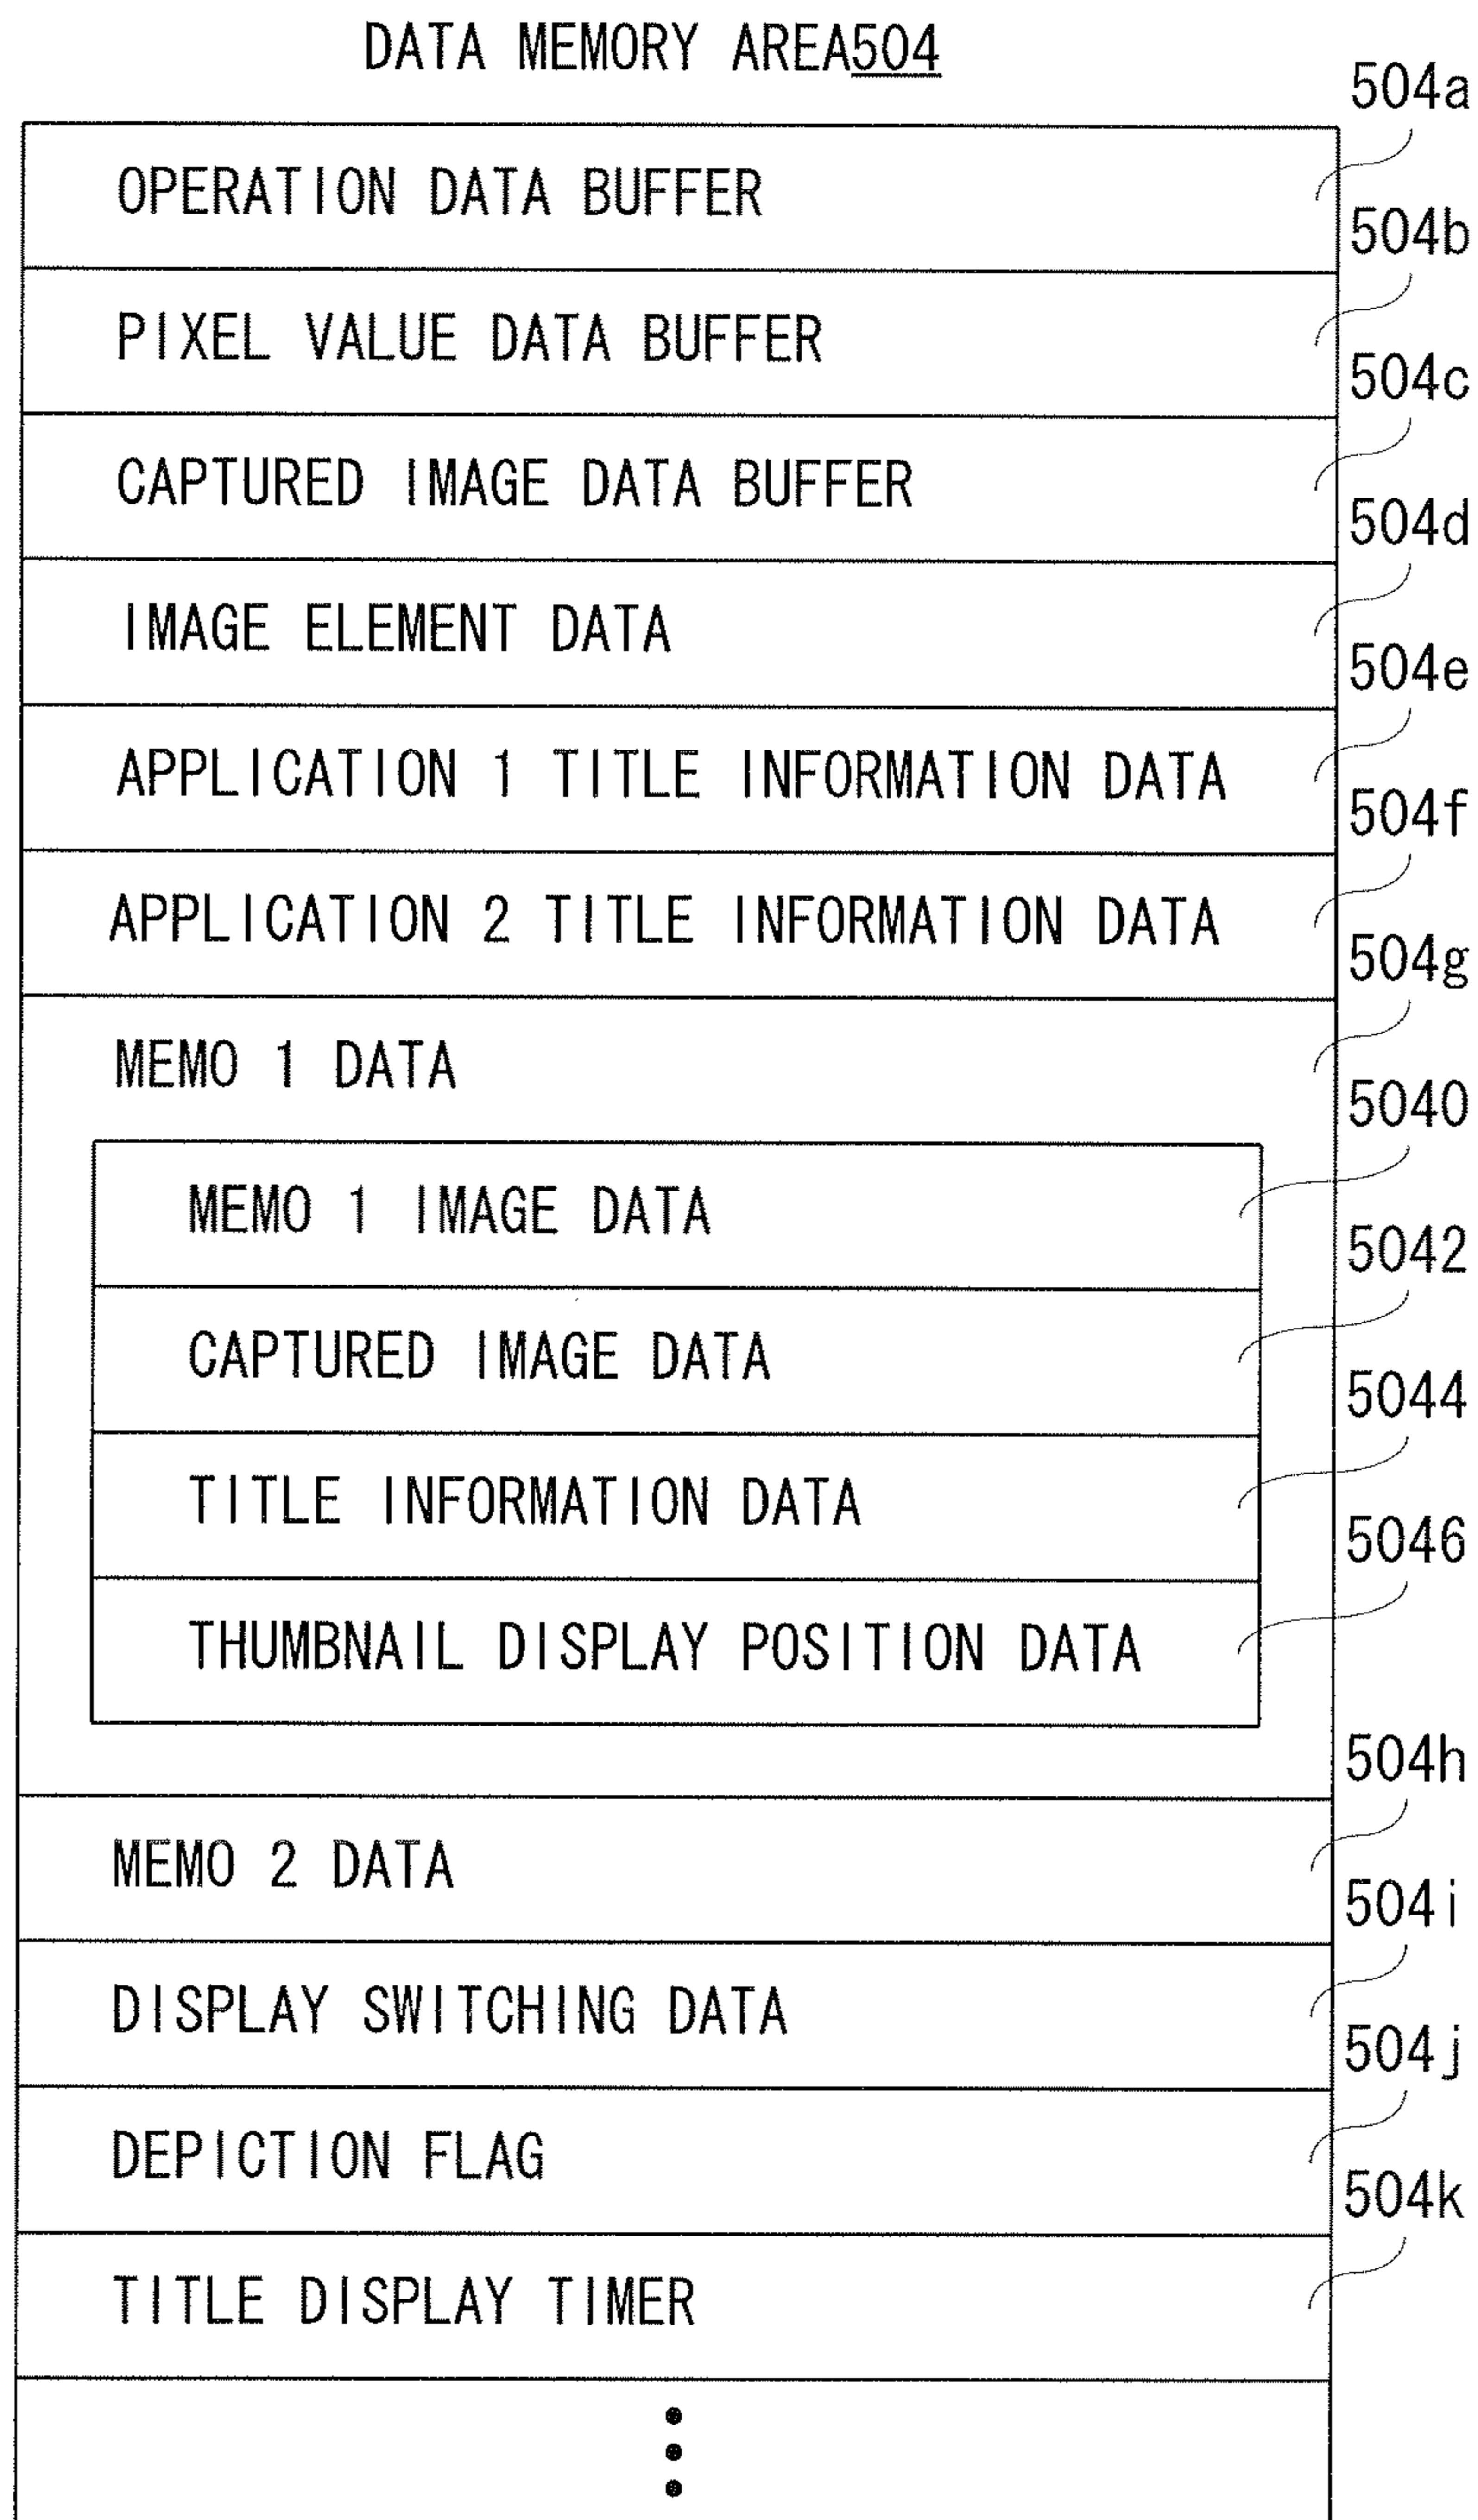 DATA MEMORY AREA504
504a
OPERATION DATA BUFFER
504b
PIXEL VALUE DATA BUFFER
504c
CAPTURED IMAGE DATA BUFFER
504d
IMAGE ELEMENT DATA
504e
APPLICATION 1 TITLE INFORMATION DATA
504f
APPLICATION 2 TITLE INFORMATION DATA
504g
MEMO 1 DATA
5040
MEMO 1 IMAGE DATA
5042
CAPTURED IMAGE DATA
5044
TITLE INFORMATION DATA
5046
THUMBNAIL DISPLAY POSITION DATA
504h
MEMO 2 DATA
504i
DISPLAY SWITCHING DATA
504j
DEPICTION FLAG
504k
TITLE DISPLAY TIMER